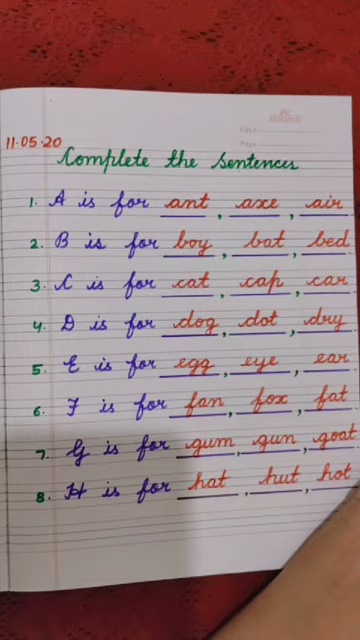 11.05.20
Complete the Sentences
1. A is for ant, axe, air
2. B is for boy, bat, bed
3. C is for cat, cap, car
4. D is for dog, dot, dry
5. E is for egg, eye, ear
6. F is for fan, fox, fat
7. G is for gum, gun, goat
8. H is for hat, hut, hot